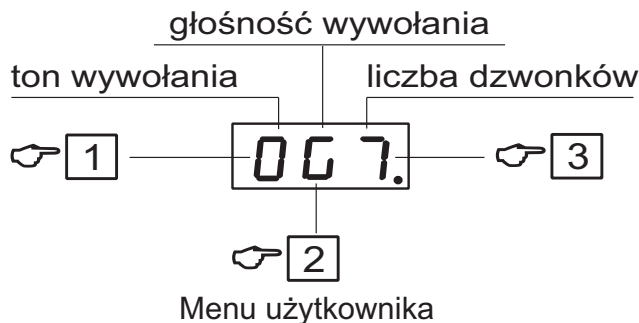 głośność wywołania
ton wywołania liczba dzwonków
1 0G7. 3
2
Menu użytkownika